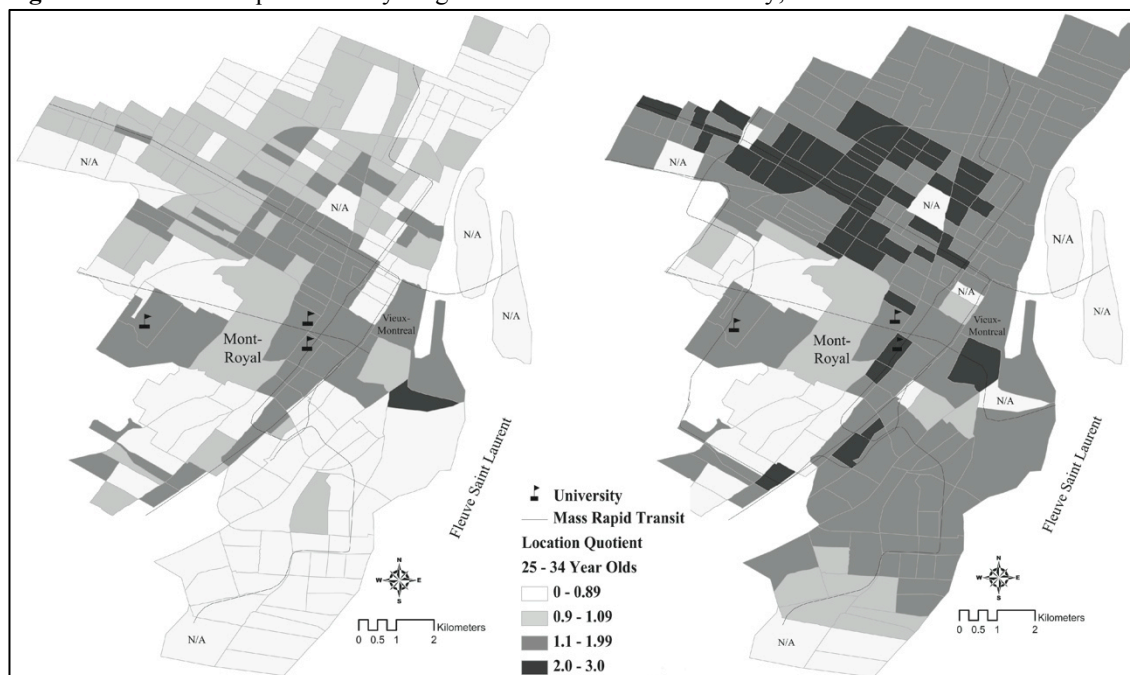 N/A
N/A
N/A
N/A
Mont-
Royal
Vieux-
Montreal
Fleuve Saint Laurent
N/A
N
W E
S
Kilometers
0 0.5 1 2
University
Mass Rapid Transit
Location Quotient
25 - 34 Year Olds
0 - 0.89
0.9 - 1.09
1.1 - 1.99
2.0 - 3.0
N/A
N/A
N/A
N/A
N/A
Mont-
Royal
Vieux-
Montreal
N/A
Fleuve Saint Laurent
N/A
N
W E
S
Kilometers
0 0.5 1 2